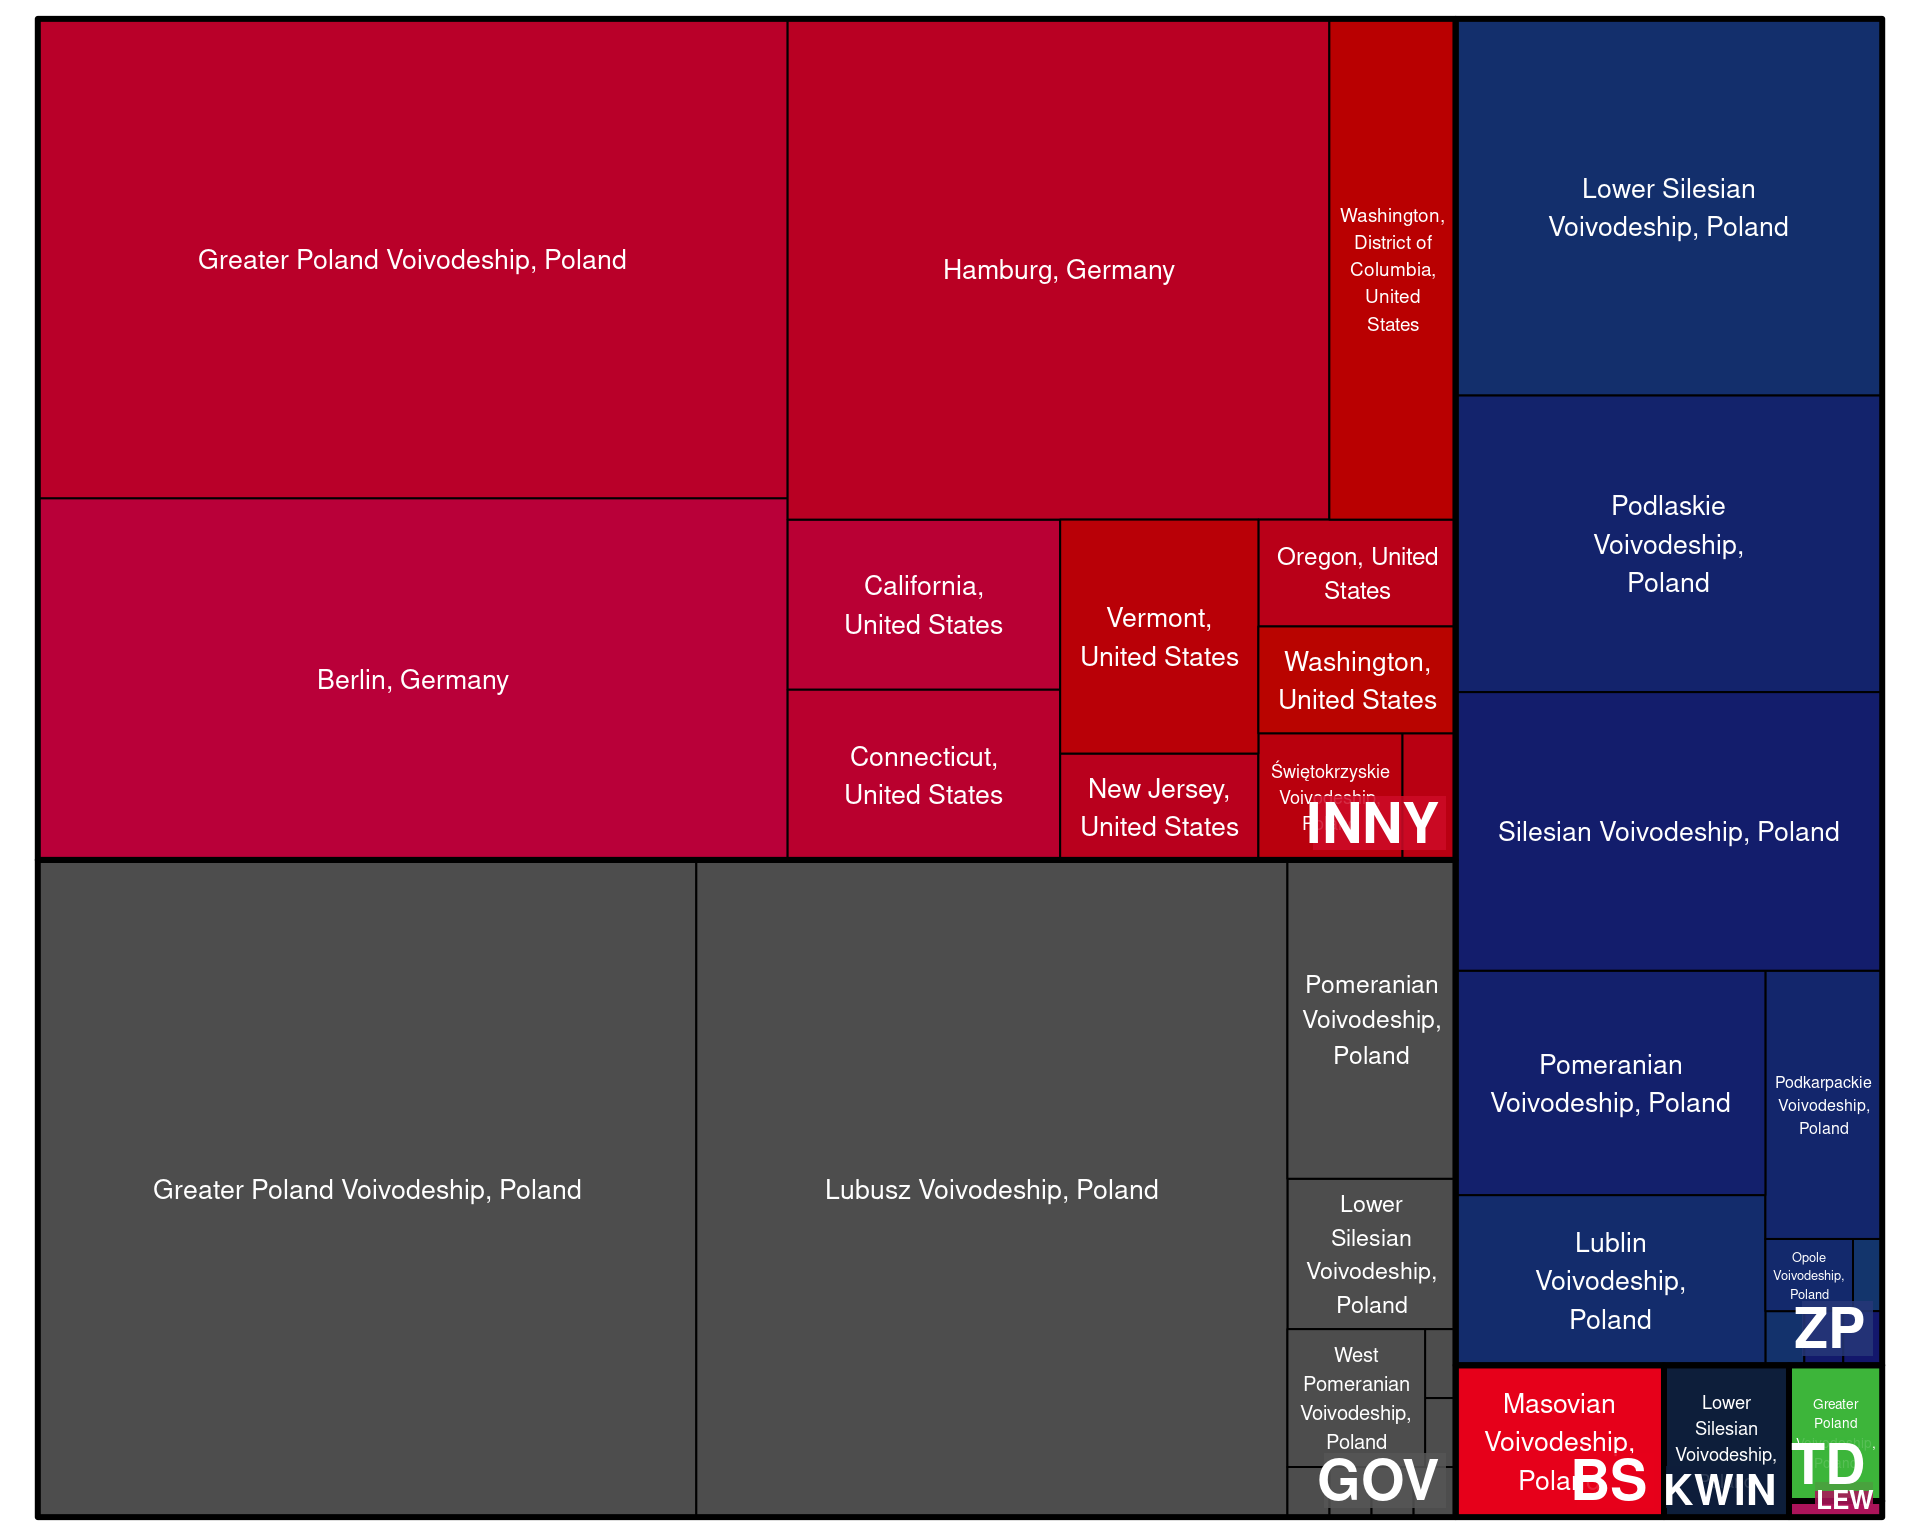 Greater Poland Voivodeship, Poland
Hamburg, Germany
Washington,
District of
Columbia,
United
States
Berlin, Germany
California,
United States
Connecticut,
United States
Vermont,
United States
New Jersey,
United States
Oregon, United
States
Washington,
United States
Świętokrzyskie
Voivodeship,
INNY
Greater Poland Voivodeship, Poland
Lubusz Voivodeship, Poland
Pomeranian
Voivodeship,
Poland
Lower
Silesian
Voivodeship,
Poland
West
Pomeranian
Voivodeship,
Poland
GOV
Lower Silesian
Voivodeship, Poland
Podlaskie
Voivodeship,
Poland
Silesian Voivodeship, Poland
Pomeranian
Voivodeship, Poland
Podkarpackie
Voivodeship,
Poland
Lublin
Voivodeship,
Poland
Opole
Voivodeship,
Poland
ZP
Masovian
Voivodeship,
Poland
BS
Lower
Silesian
Voivodeship,
KWIN
Greater
Poland
TD
LEW